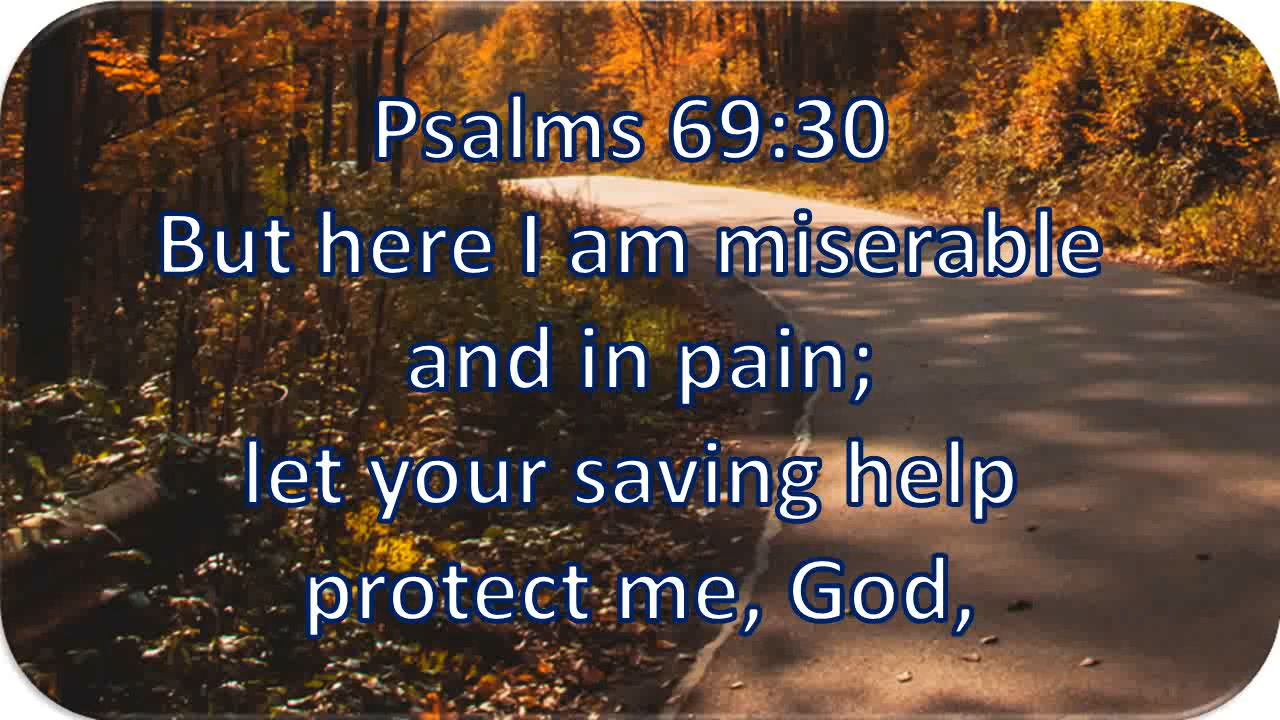 Psalms 69:30
But here I am miserable
and in pain;
let your saving help
protect me, God,